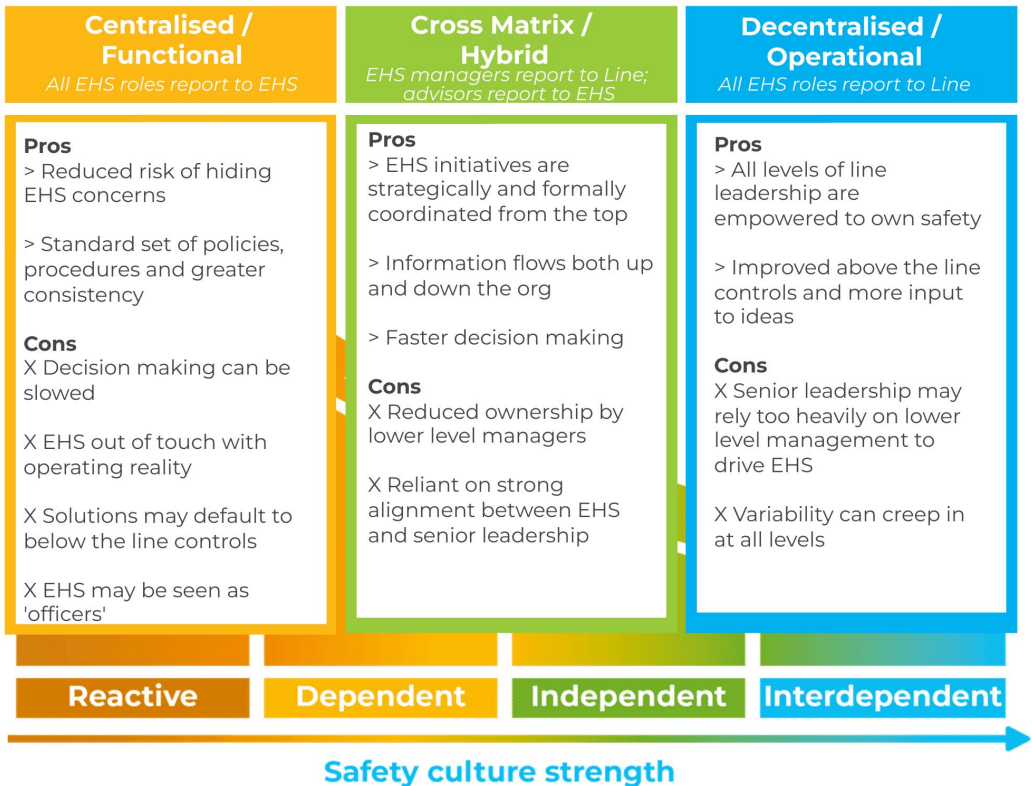 Centralised /
Functional
All EHS roles report to EHS
Pros
> Reduced risk of hiding
EHS concerns
> Standard set of policies,
procedures and greater
consistency
Cons
X Decision making can be
slowed
X EHS out of touch with
operating reality
X Solutions may default to
below the line controls
X EHS may be seen as
'officers'
Cross Matrix /
Hybrid
EHS managers report to Line;
advisors report to EHS
Pros
> EHS initiatives are
strategically and formally
coordinated from the top
> Information flows both up
and down the org
> Faster decision making
Cons
X Reduced ownership by
lower level managers
X Reliant on strong
alignment between EHS
and senior leadership
Decentralised /
Operational
All EHS roles report to Line
Pros
> All levels of line
leadership are
empowered to own safety
> Improved above the line
controls and more input
to ideas
Cons
X Senior leadership may
rely too heavily on lower
level management to
drive EHS
X Variability can creep in
at all levels
Reactive
Dependent
Independent
Interdependent
Safety culture strength